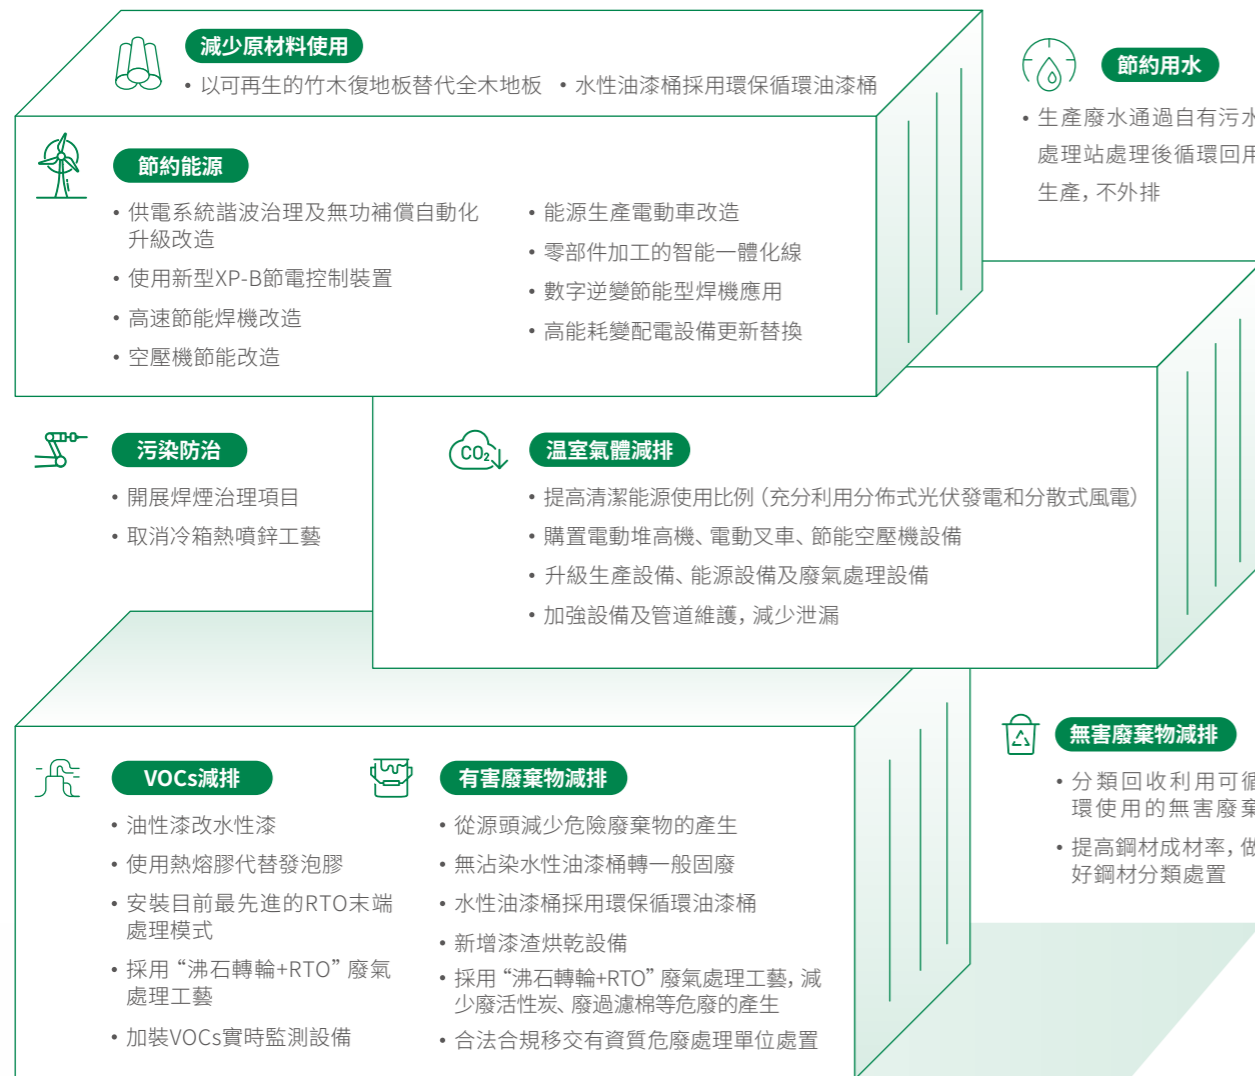 減少原材料使用
• 以可再生的竹木復地板替代全木地板 • 水性油漆桶採用環保循環油漆桶
節約用水
• 生產廢水通過自有污水
處理站處理後循環回用
生產，不外排
節約能源
• 供電系統諧波治理及無功補償自動化
升級改造
• 使用新型XP-B節電控制裝置
• 高速節能焊機改造
• 空壓機節能改造
• 能源生產電動車改造
• 零部件加工的智能一體化線
• 數字逆變節能型焊機應用
• 高能耗變配電設備更新替換
污染防治
• 開展焊煙治理項目
• 取消冷箱熱噴鋅工藝
CO₂
温室氣體減排
• 提高清潔能源使用比例（充分利用分佈式光伏發電和分散式風電）
• 購置電動堆高機、電動叉車、節能空壓機設備
• 升級生產設備、能源設備及廢氣處理設備
• 加強設備及管道維護，減少泄漏
VOCs減排
• 油性漆改水性漆
• 使用熱熔膠代替發泡膠
• 安裝目前最先進的RTO末端
處理模式
• 採用“沸石轉輪+RTO”廢氣
處理工藝
• 加裝VOCs實時監測設備
有害廢棄物減排
• 從源頭減少危險廢棄物的產生
• 無沾染水性油漆桶轉一般固廢
• 水性油漆桶採用環保循環油漆桶
• 新增漆渣烘乾設備
• 採用“沸石轉輪+RTO”廢氣處理工藝，減
少廢活性炭、廢過濾棉等危廢的產生
• 合法合規移交有資質危廢處理單位處置
無害廢棄物減排
• 分類回收利用可循
環使用的無害廢棄
• 提高鋼材成材率，做
好鋼材分類處置